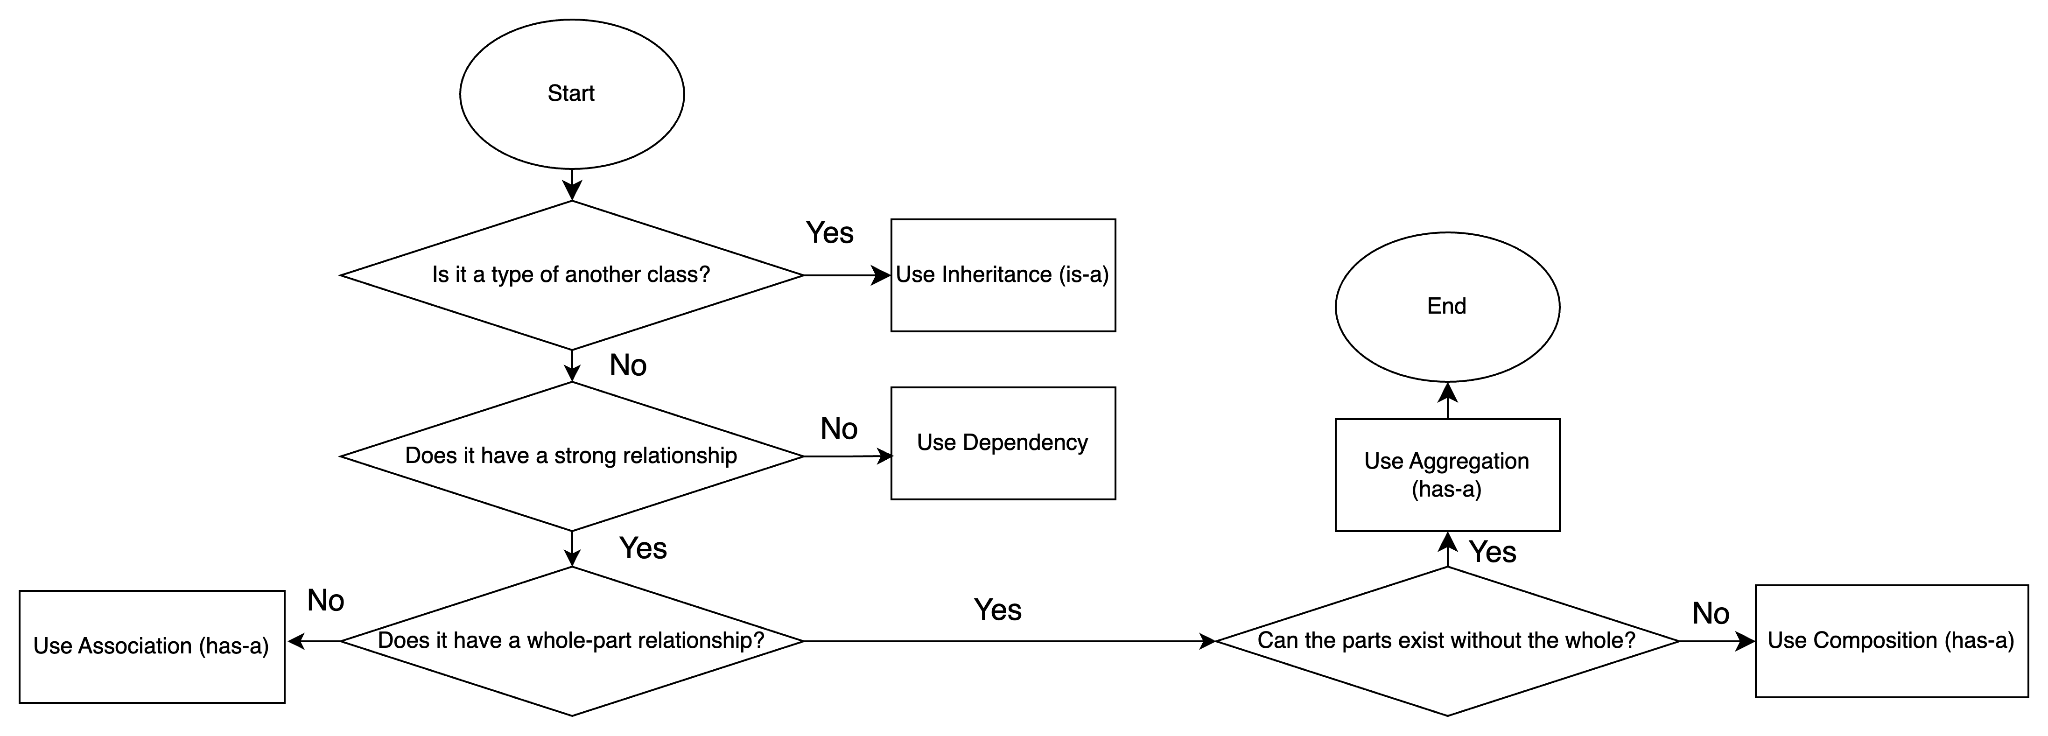 Start
Is it a type of another class?
Yes
Use Inheritance (is-a)
No
Does it have a strong relationship
No
Use Dependency
Yes
Does it have a whole-part relationship?
No
Use Association (has-a)
Yes
Can the parts exist without the whole?
Yes
Use Aggregation
(has-a)
End
No
Use Composition (has-a)